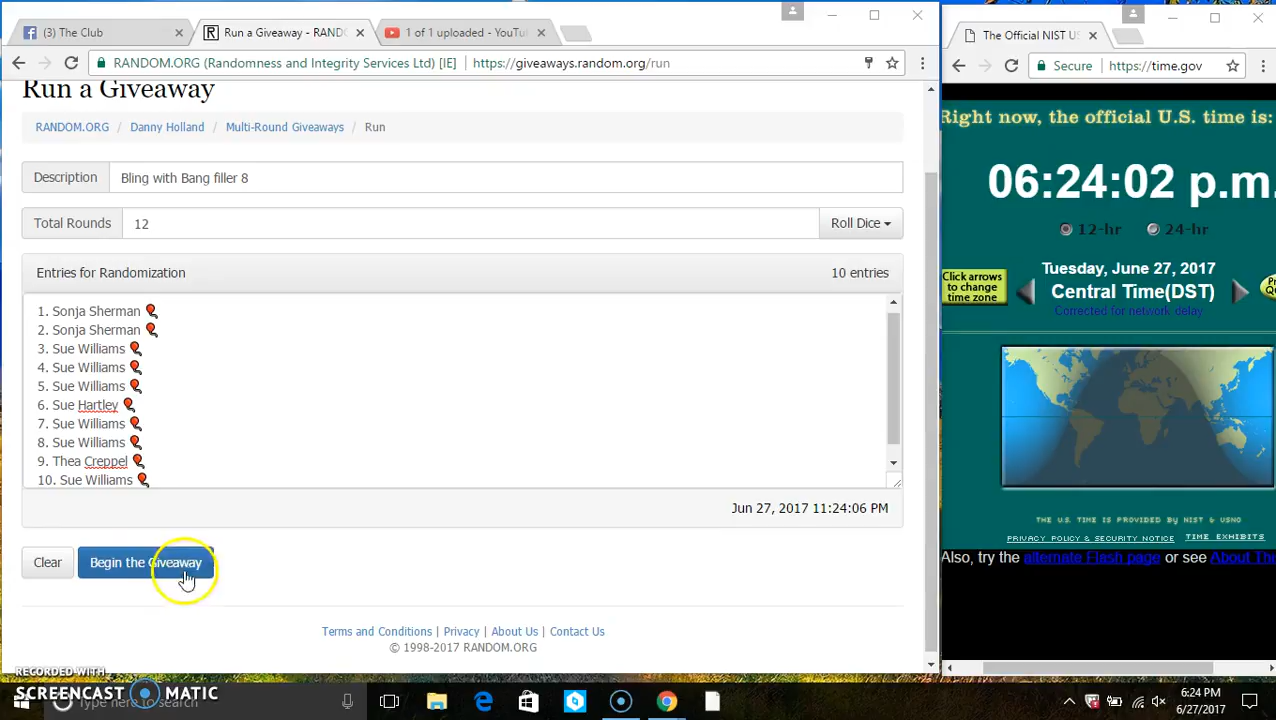 (3) The Club
Run a Giveaway - RAND
1 of 1 uploaded - YouTu
RANDOM.ORG (Randomness and Integrity Services Ltd) [IE]
https://giveaways.random.org/run
Run a Giveaway
RANDOM.ORG / Danny Holland / Multi-Round Giveaways / Run
Description
Bling with Bang filler 8
Total Rounds
12
Roll Dice
Entries for Randomization
10 entries
1. Sonja Sherman
2. Sonja Sherman
3. Sue Williams
4. Sue Williams
5. Sue Williams
6. Sue Hartley
7. Sue Williams
8. Sue Williams
9. Thea Creppel
10. Sue Williams
Jun 27, 2017 11:24:06 PM
Clear
Begin the Giveaway
Terms and Conditions | Privacy | About Us | Contact Us
© 1998-2017 RANDOM.ORG
The Official NIST US
Secure
https://time.gov
Right now, the official U.S. time is:
06:24:02 p.m.
12-hr
24-hr
Click arrows
to change
time zone
Tuesday, June 27, 2017
Central Time(DST)
Corrected for network delay
THE U.S. TIME IS PROVIDED BY NIST & USNO
PRIVACY POLICY & SECURITY NOTICE
TIME EXHIBITS
Also, try the alternate Flash page or see About Th
RECORDED WITH
SCREENCAST MATIC
Type here to search
6:24 PM
6/27/2017